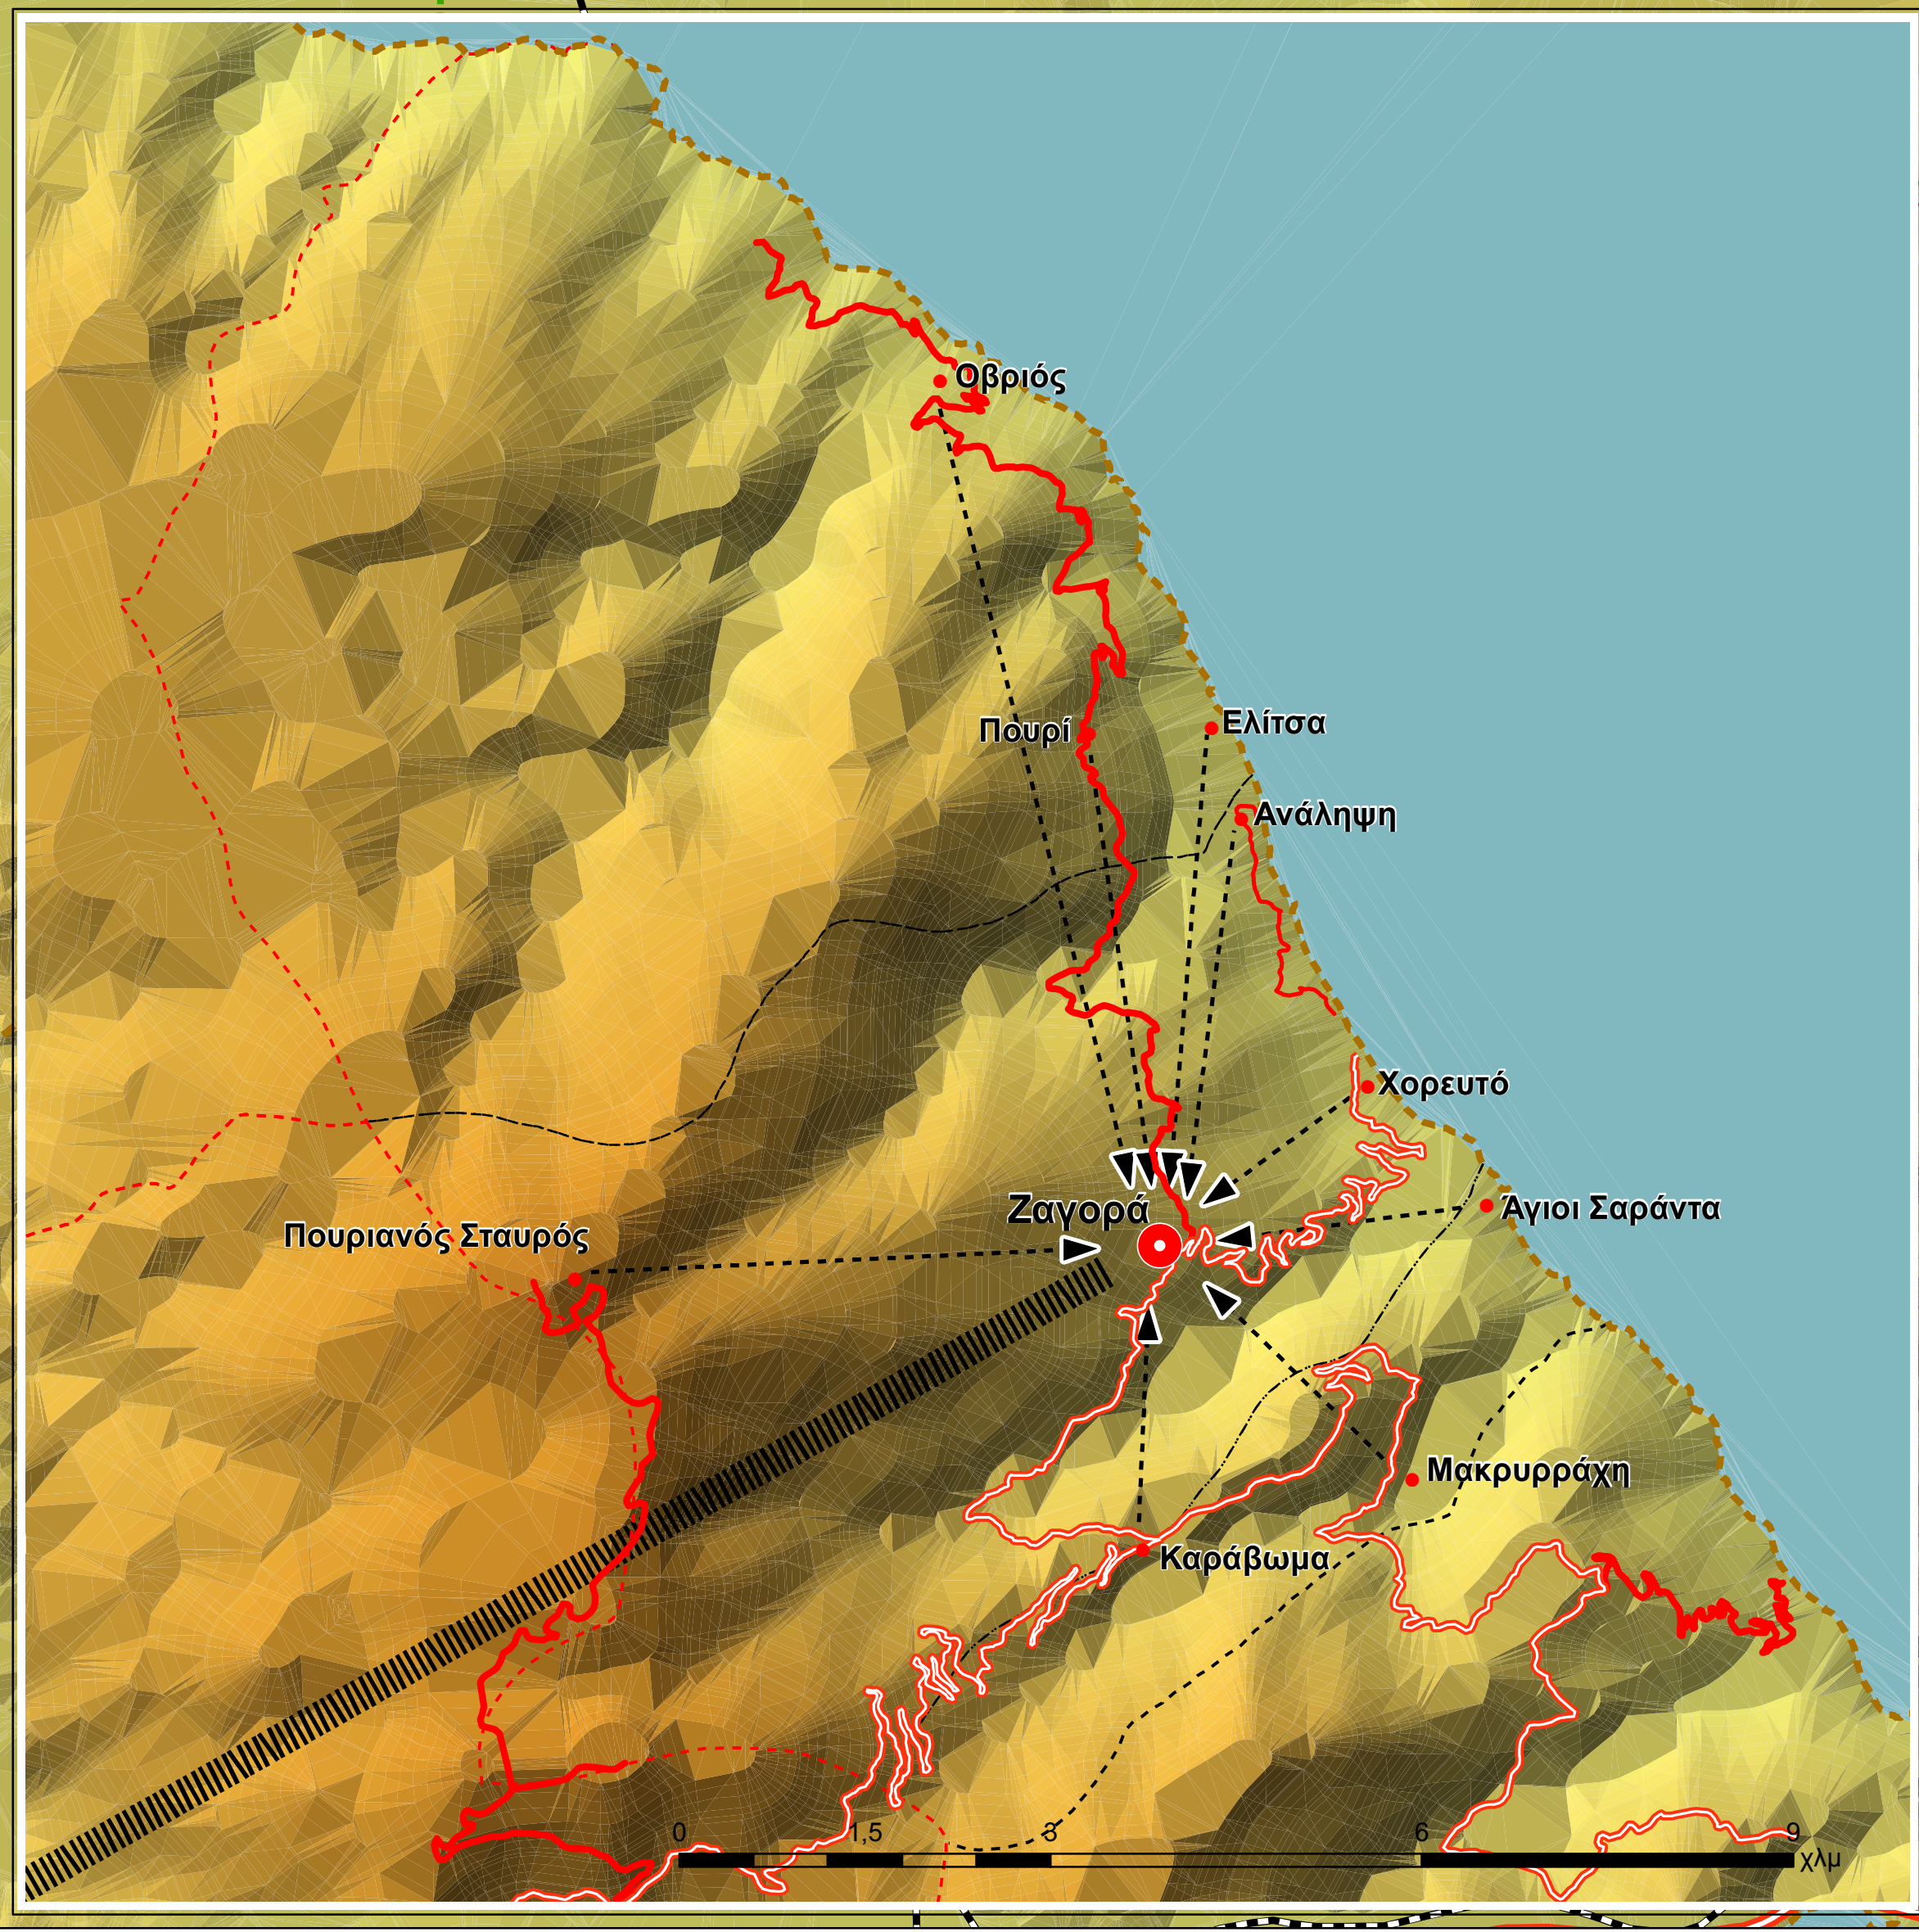 Οβριός
Πουρί
Ελίτσα
Ανάληψη
Χορευτό
Ζαγορά
Άγιοι Σαράντα
Πουριανός Σταυρός
Μακρυρράχη
Καράβωμα
0 1,5 3 6 9
χλμ